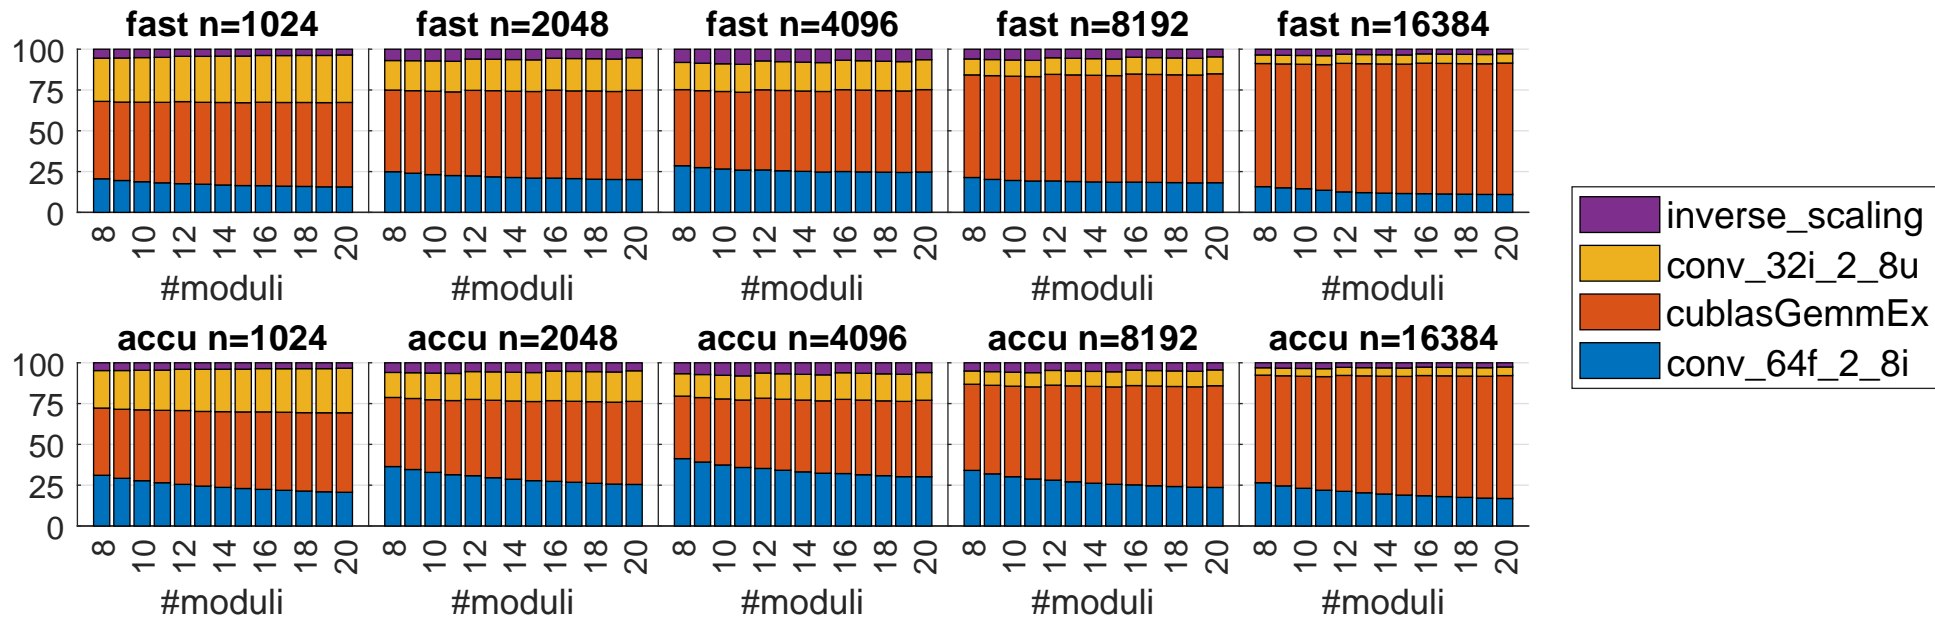 fast n=1024 fast n=2048 fast n=4096 fast n=8192 fast n=16384
100
75
50
25
0
8 10 12 14 16 18 20 8 10 12 14 16 18 20 8 10 12 14 16 18 20 8 10 12 14 16 18 20 8 10 12 14 16 18 20
#moduli #moduli #moduli #moduli #moduli
accu n=1024 accu n=2048 accu n=4096 accu n=8192 accu n=16384
100
75
50
25
0
8 10 12 14 16 18 20 8 10 12 14 16 18 20 8 10 12 14 16 18 20 8 10 12 14 16 18 20 8 10 12 14 16 18 20
#moduli #moduli #moduli #moduli #moduli
inverse_scaling
conv_32i_2_8u
cublasGemmEx
conv_64f_2_8i